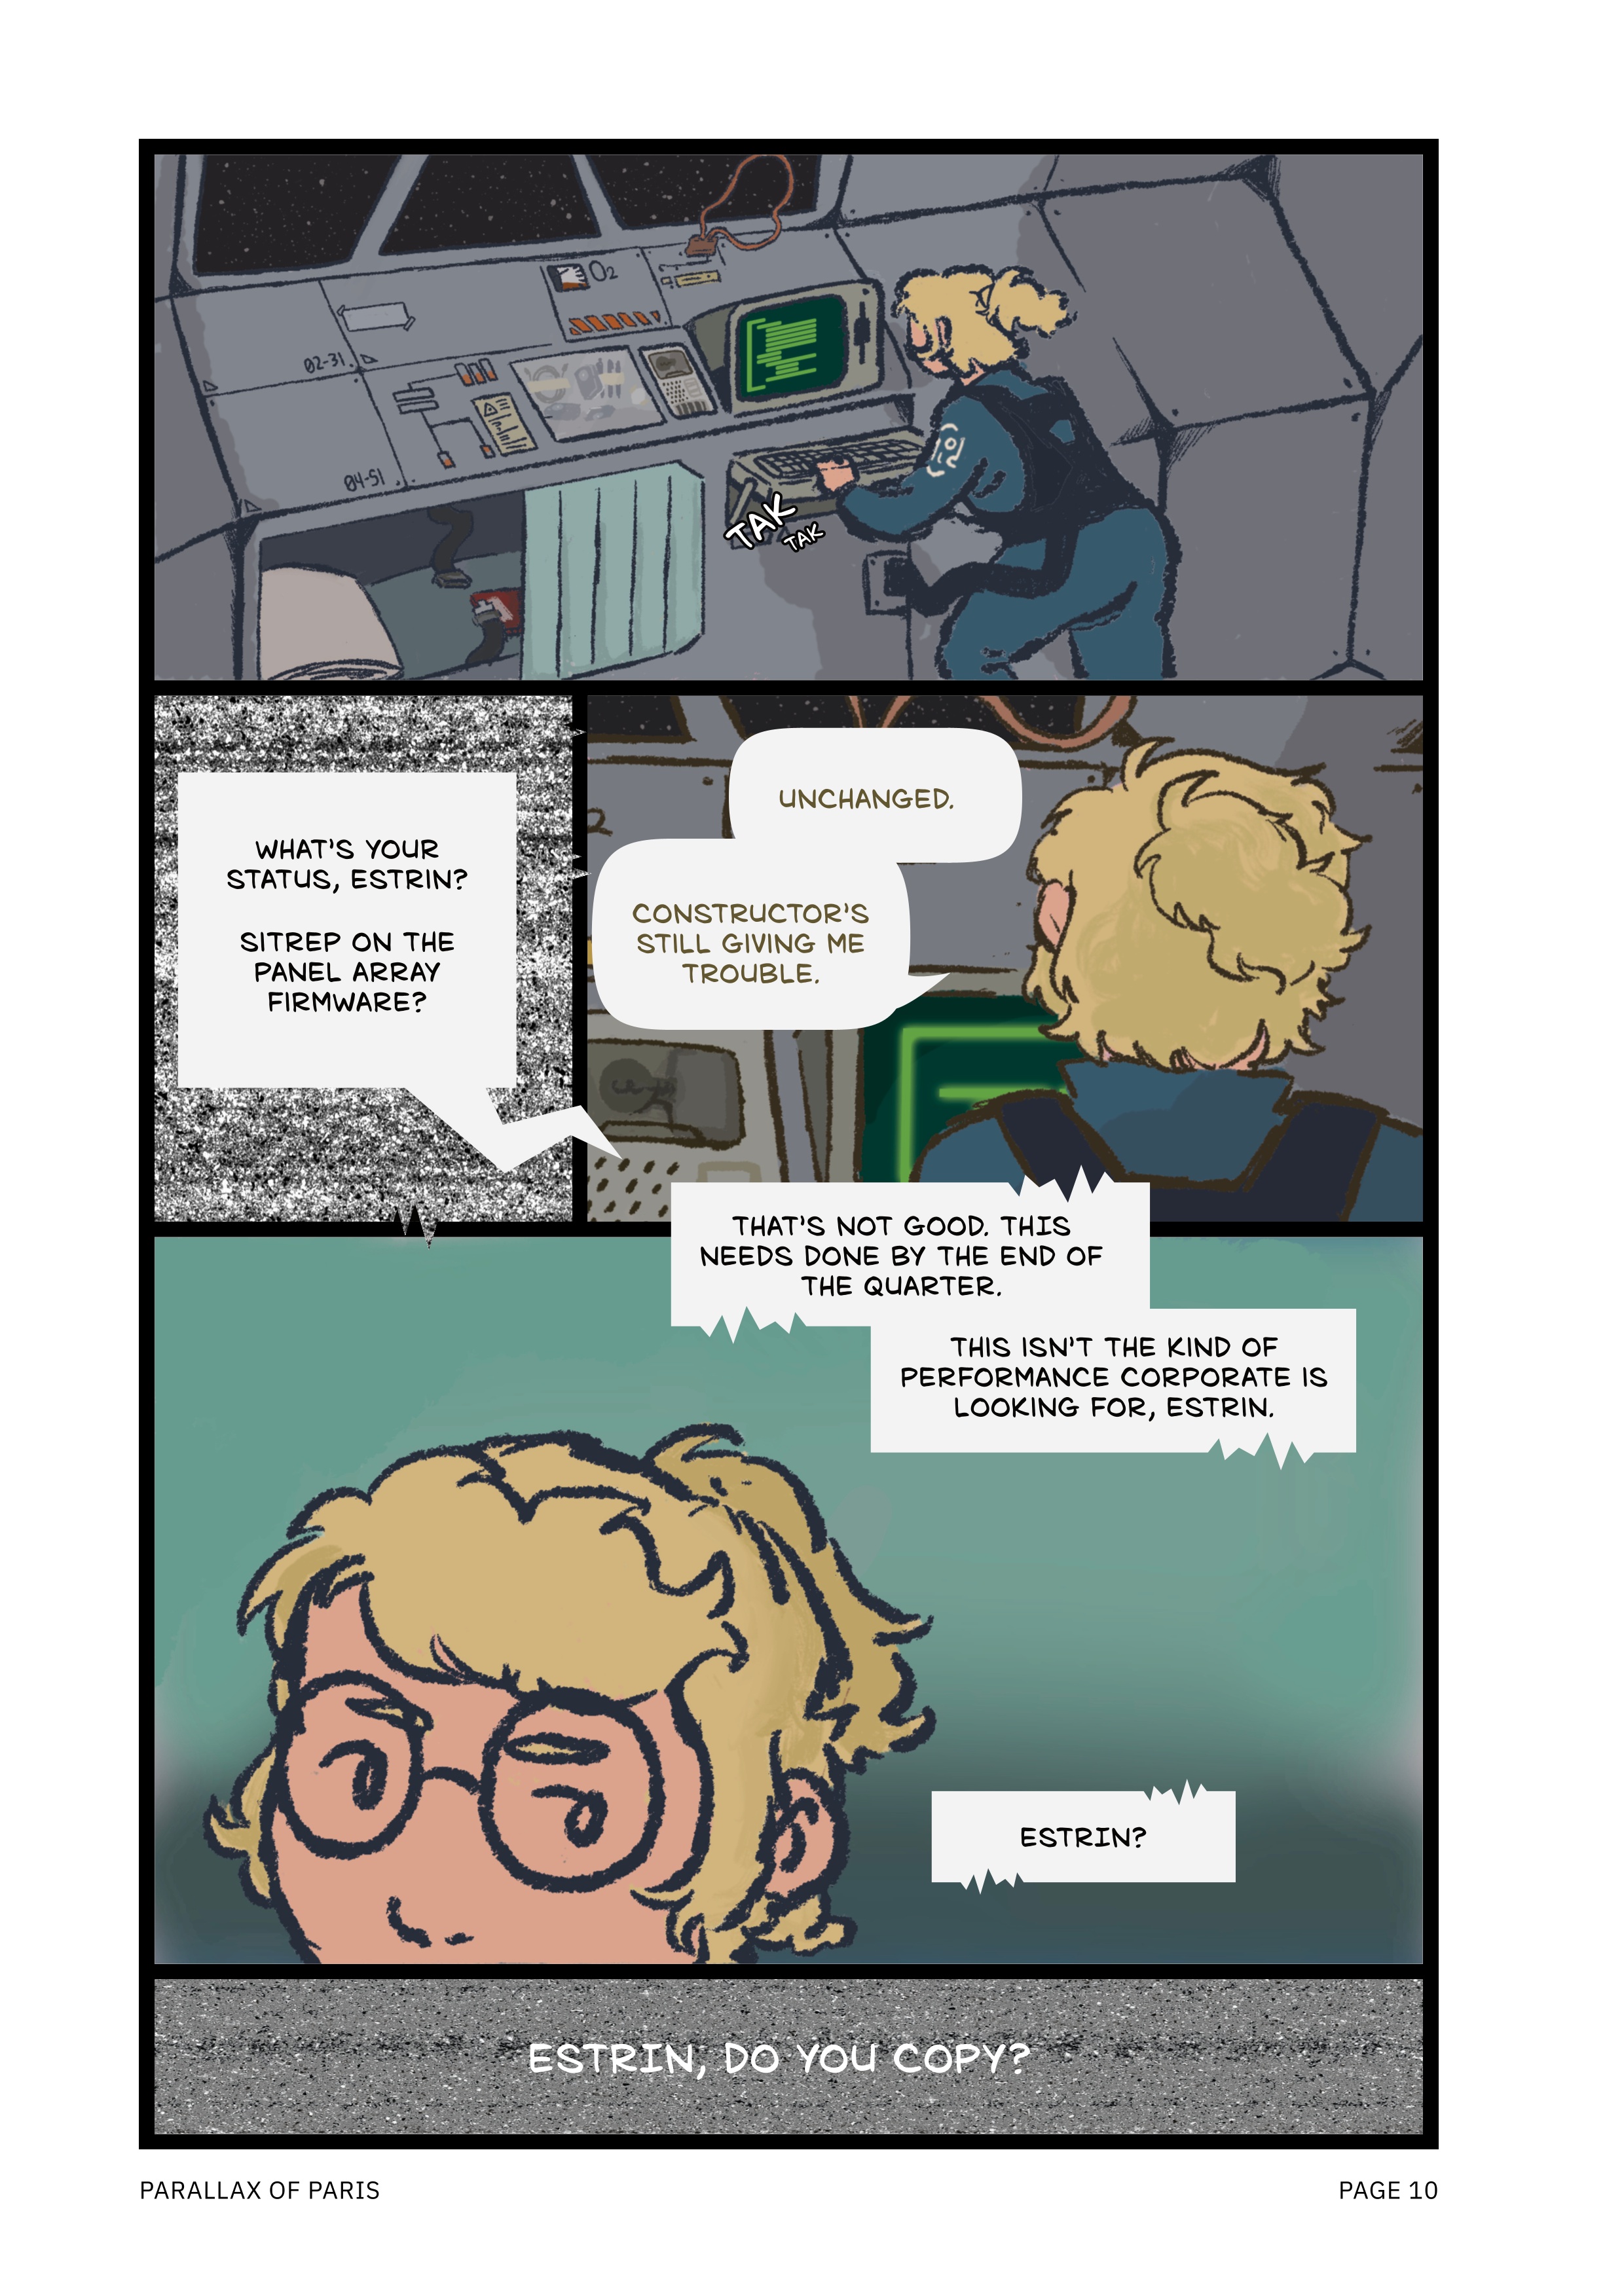 O2
02-31
04-51
TAK
TAK
WHAT'S YOUR
STATUS, ESTRIN?
SITREP ON THE
PANEL ARRAY
FIRMWARE?
UNCHANGED.
CONSTRUCTOR'S
STILL GIVING ME
TROUBLE.
THAT'S NOT GOOD. THIS
NEEDS DONE BY THE END OF
THE QUARTER.
THIS ISN'T THE KIND OF
PERFORMANCE CORPORATE IS
LOOKING FOR, ESTRIN.
ESTRIN?
ESTRIN, DO YOU COPY?
PARALLAX OF PARIS
PAGE 10